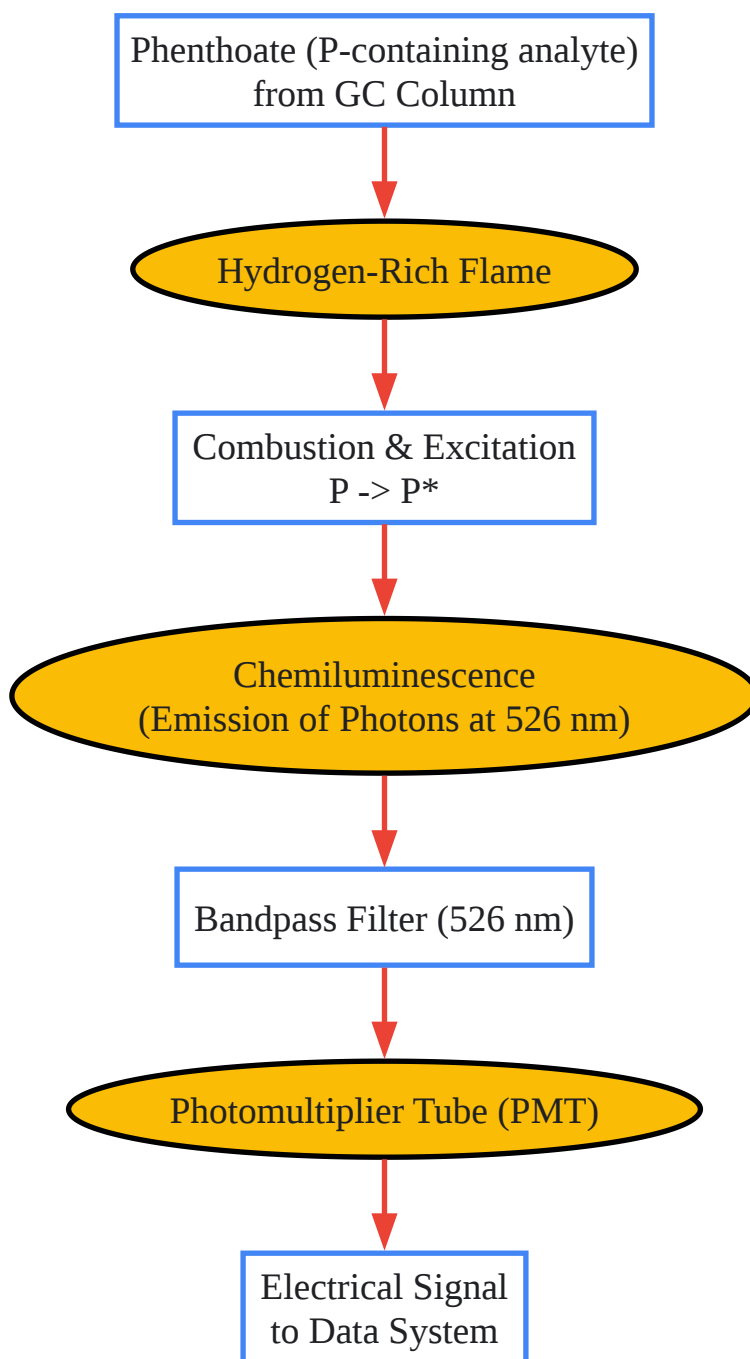 Phenthoate (P-containing analyte)
from GC Column
Hydrogen-Rich Flame
Combustion & Excitation
P -> P*
Chemiluminescence
(Emission of Photons at 526 nm)
Bandpass Filter (526 nm)
Photomultiplier Tube (PMT)
Electrical Signal
to Data System